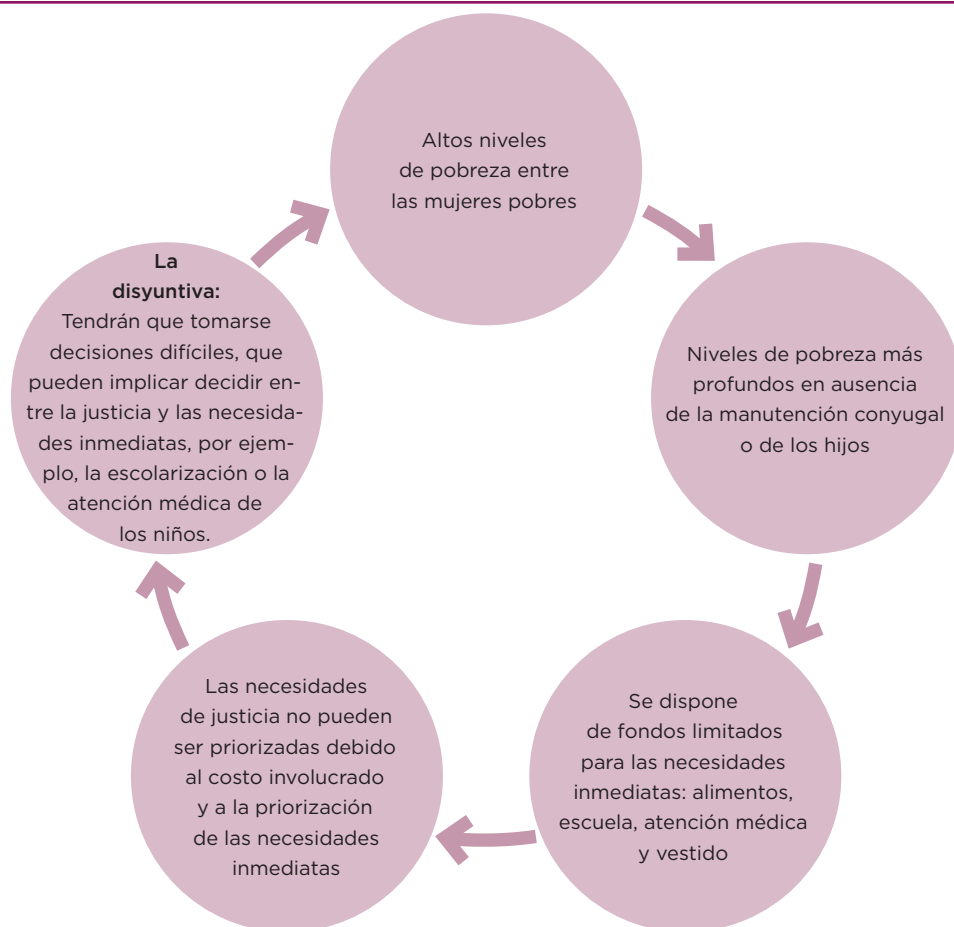 Altos niveles
de pobreza entre
las mujeres pobres
Niveles de pobreza más
profundos en ausencia
de la manutención conyugal
o de los hijos
Se dispone
de fondos limitados
para las necesidades
inmediatas: alimentos,
escuela, atención médica
y vestido
Las necesidades
de justicia no pueden
ser priorizadas debido
al costo involucrado
y a la priorización
de las necesidades
inmediatas
La
disyuntiva:
Tendrán que tomarse
decisiones difíciles, que
pueden implicar decidir en-
tre la justicia y las necesida-
des inmediatas, por ejem-
plo, la escolarización o la
atención médica de
los niños.